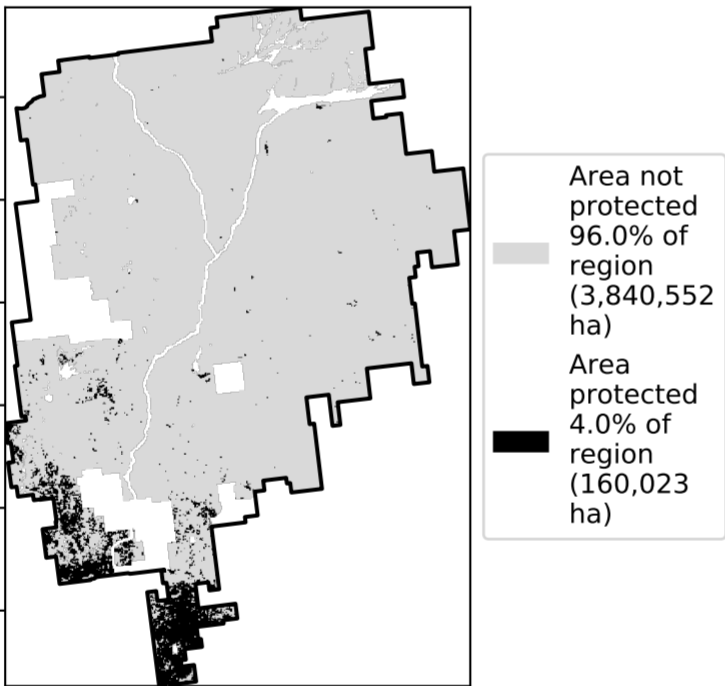 Area not
protected
96.0% of
region
(3,840,552
ha)
Area
protected
4.0% of
region
(160,023
ha)